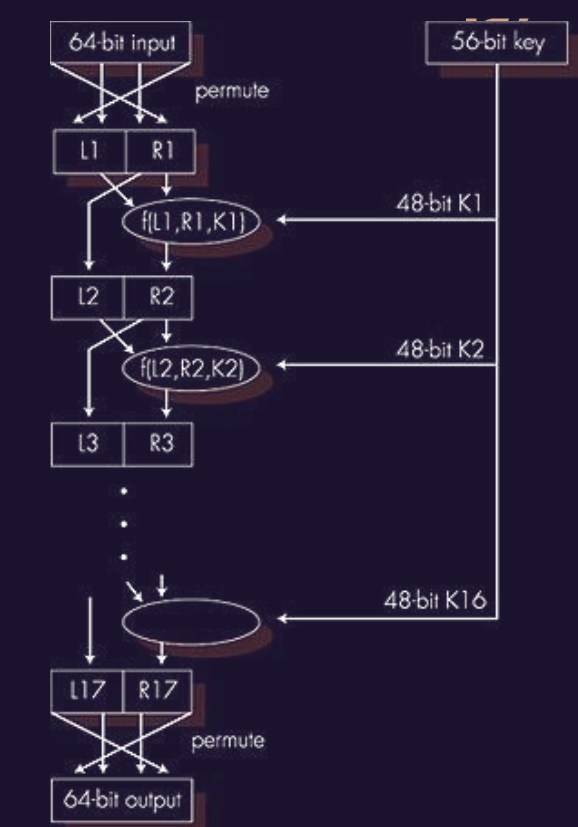 64-bit input
56-bit key
permute
L1 R1
48-bit K1
f(L1,R1,K1)
L2 R2
48-bit K2
f(L2,R2,K2)
L3 R3
48-bit K16
L17 R17
permute
64-bit output